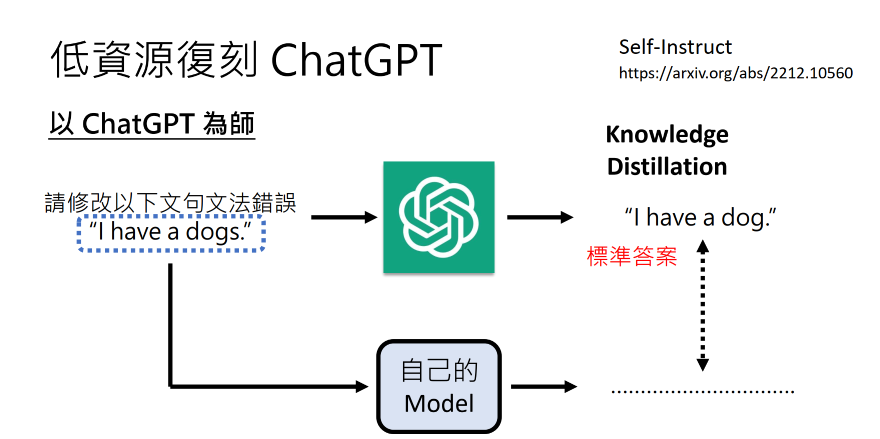 低資源復刻 ChatGPT
Self-Instruct
https://arxiv.org/abs/2212.10560
以 ChatGPT 為師
Knowledge
Distillation
請修改以下文句文法錯誤
“I have a dogs.”
“I have a dog.”
標準答案
自己的
Model
..............................